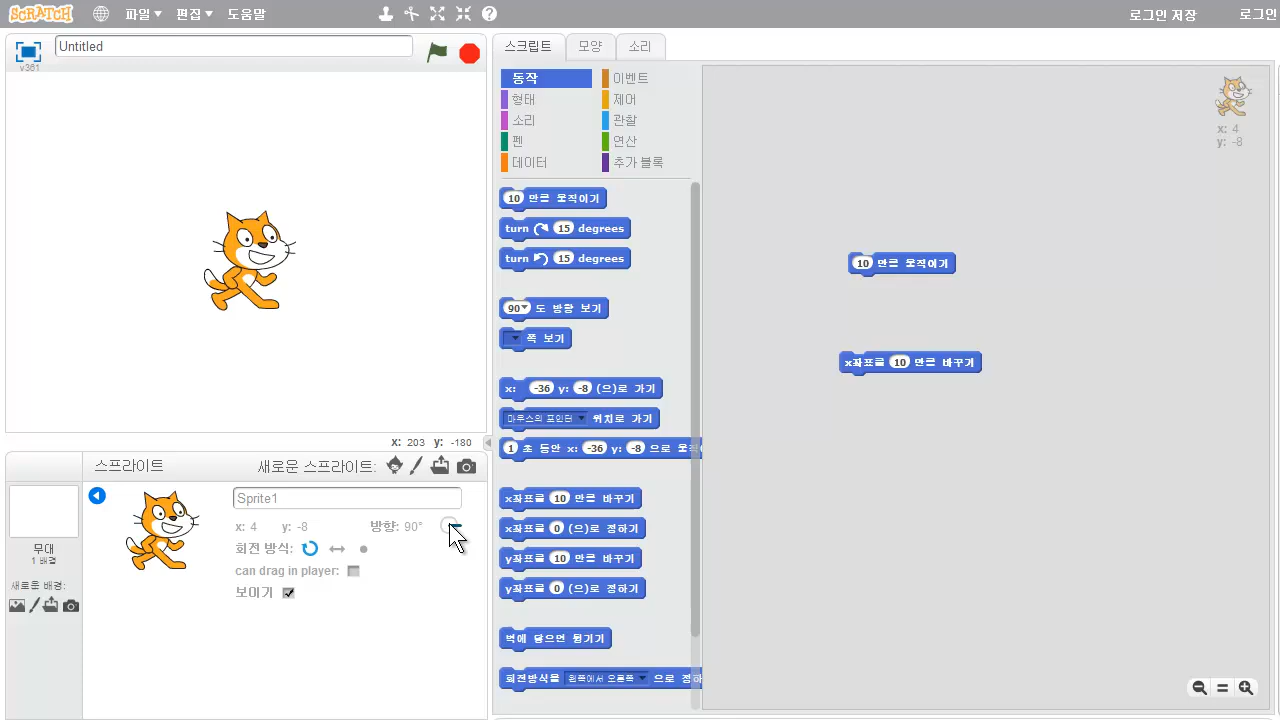 SCRATCH 파일 편집 도움말 로그인 저장 로그인
v361 Untitled
스크립트 모양 소리
동작 이벤트
형태 제어
소리 관찰
펜 연산
데이터 추가 블록
10 만큼 움직이기
turn 15 degrees
turn 15 degrees
90 도 방향 보기
쪽 보기
x: -36 y: -8 (으)로 가기
마우스의 포인터 위치로 가기
1 초 동안 x: -36 y: -8 으로 움직
x좌표를 10 만큼 바꾸기
x좌표를 0 (으)로 정하기
y좌표를 10 만큼 바꾸기
y좌표를 0 (으)로 정하기
벽에 닿으면 튕기기
회전방식을 왼쪽에서 오른쪽 으로 정하
x: 4
y: -8
10 만큼 움직이기
x좌표를 10 만큼 바꾸기
x: 203 y: -180
스프라이트 새로운 스프라이트:
무대
1 배경
새로운 배경:
Sprite1
x: 4 y: -8 방향: 90°
회전 방식:
can drag in player:
보이기